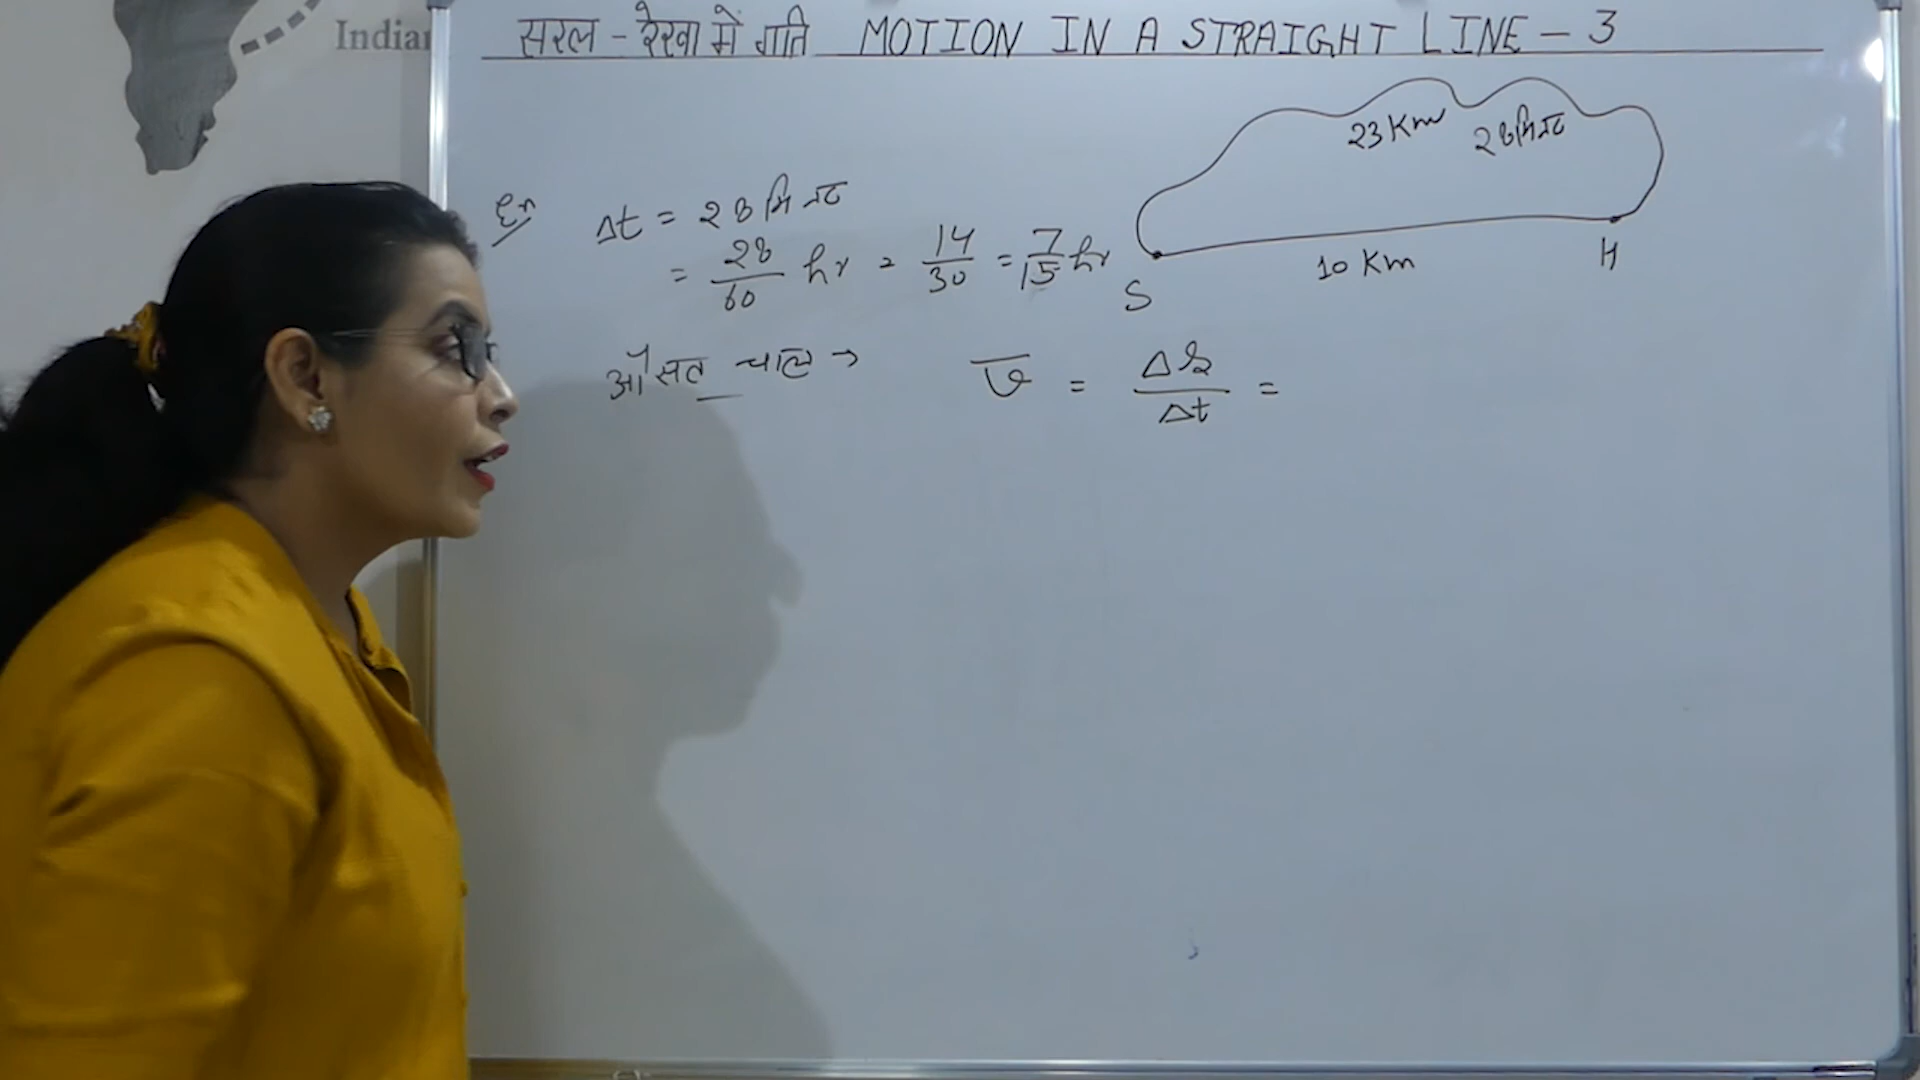 Indian
सरल - रेखा में गति MOTION IN A STRAIGHT LINE - 3
23 Km 28 मिनट
Ex Δt = 28 मिनट
= 28/60 hr = 14/30 = 7/15 hr
S 10 Km H
औसत चाल → v̅ = Δs/Δt =